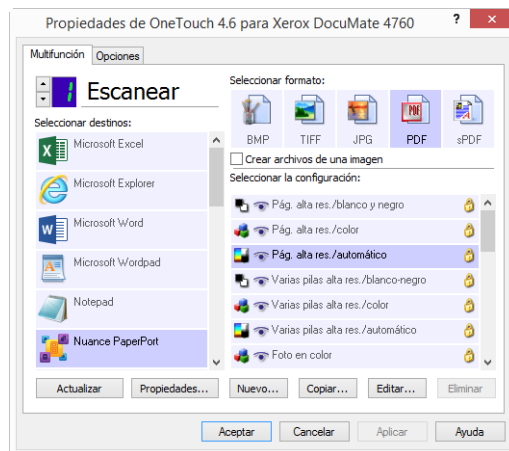 Propiedades de OneTouch 4.6 para Xerox DocuMate 4760
Multifunción
Opciones
1 Escanear
Seleccionar destinos:
Microsoft Excel
Microsoft Explorer
Microsoft Word
Microsoft Wordpad
Notepad
Nuance PaperPort
Actualizar
Propiedades...
Seleccionar formato:
BMP TIFF JPG PDF sPDF
Crear archivos de una imagen
Seleccionar la configuración:
Pág. alta res./blanco y negro
Pág. alta res./color
Pág. alta res./automático
Varias pilas alta res./blanco-negro
Varias pilas alta res./color
Varias pilas alta res./automático
Foto en color
Nuevo... Copiar... Editar... Eliminar
Aceptar Cancelar Aplicar Ayuda